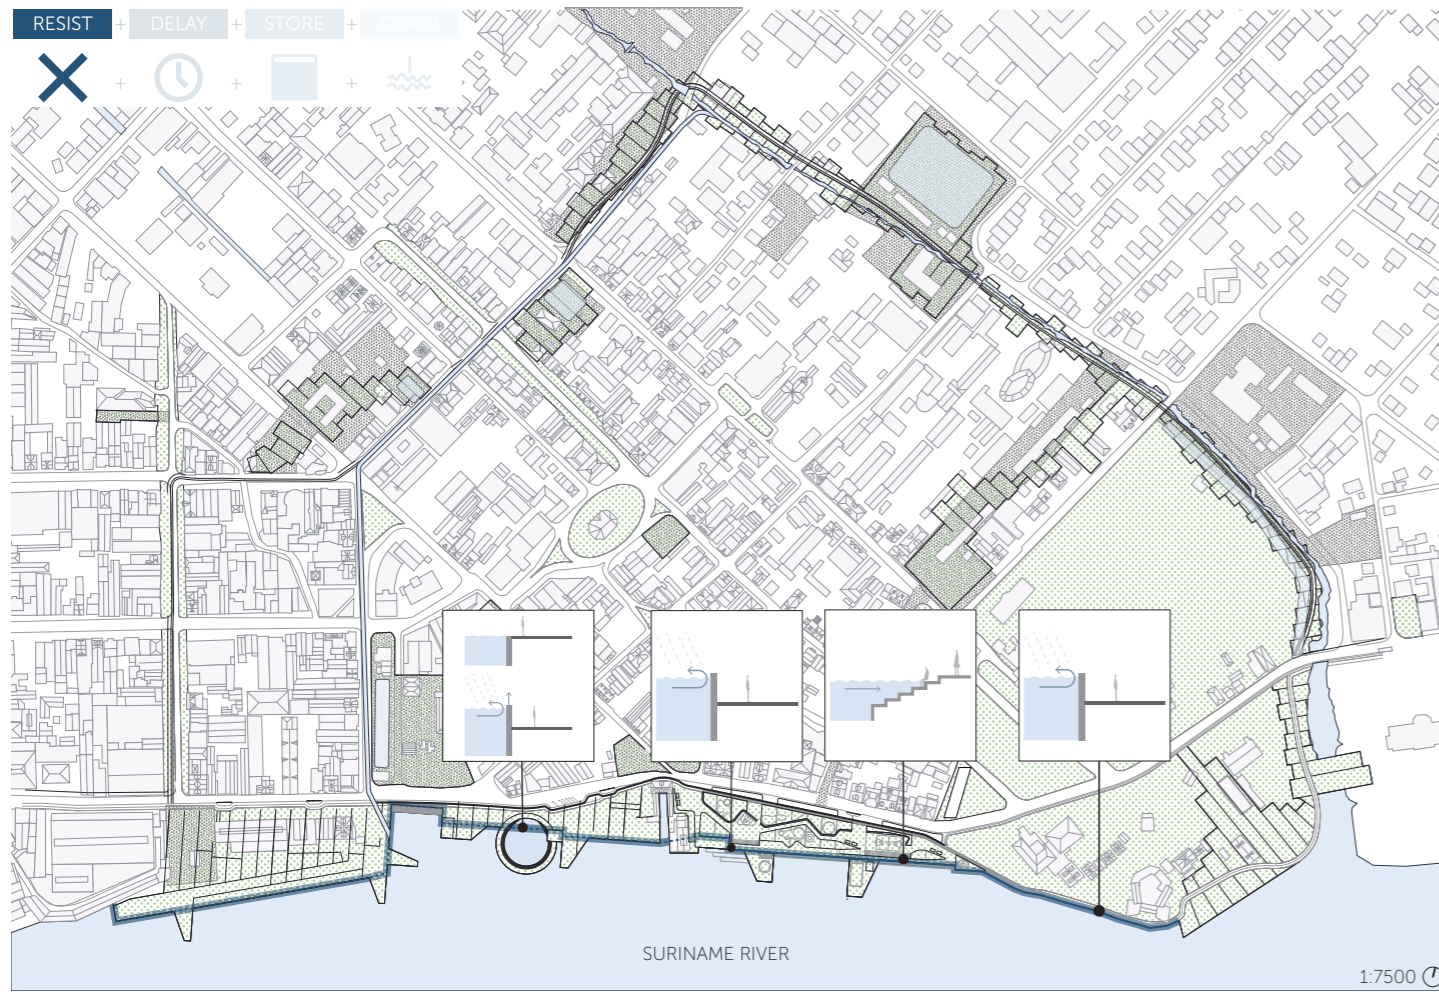 RESIST + DELAY + STORE + DRAIN
+ + +
SURINAME RIVER
1:7500